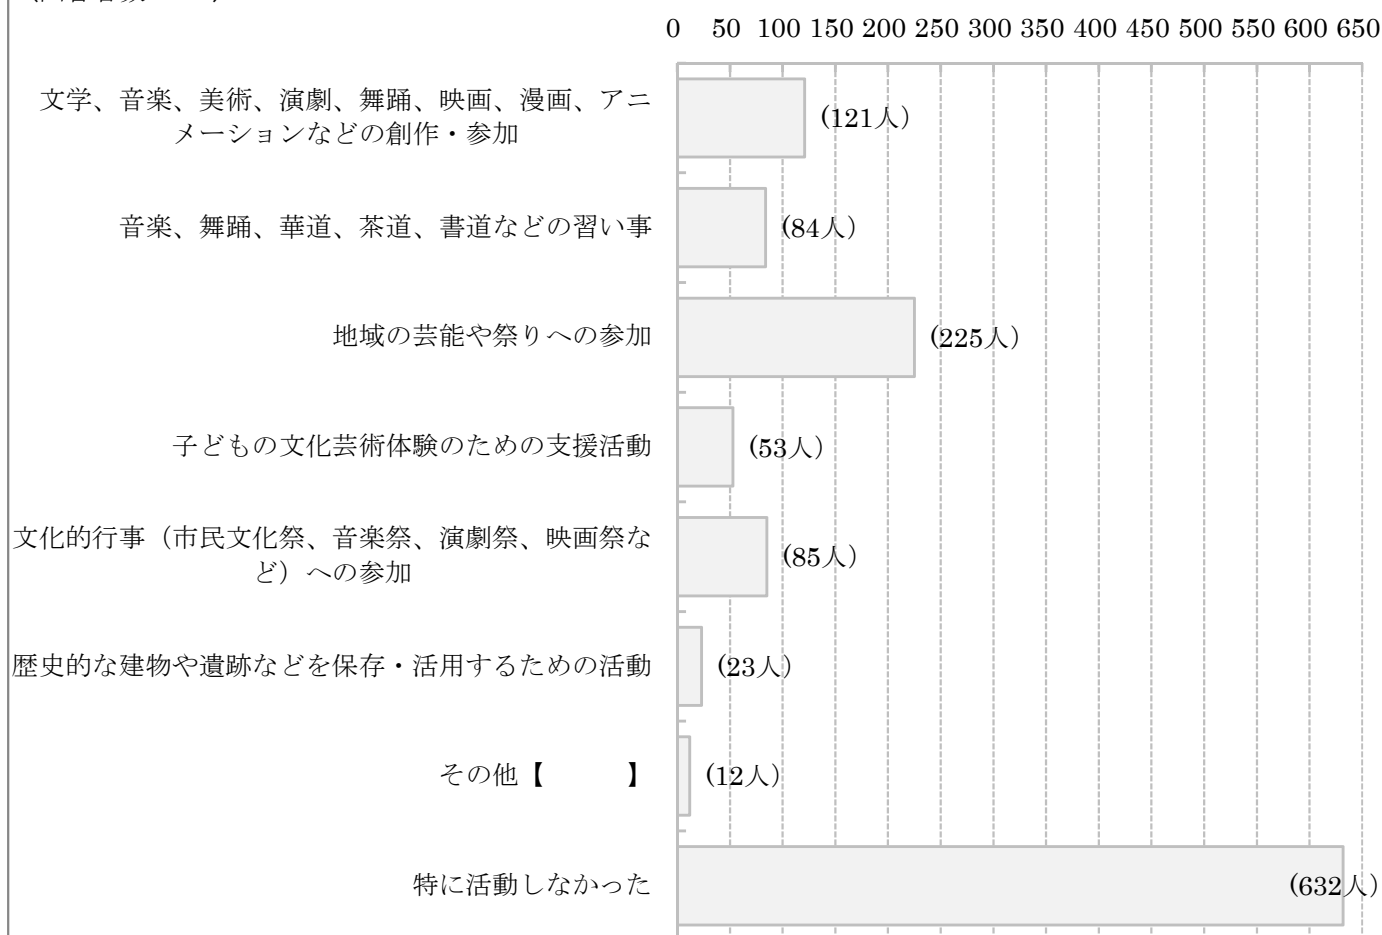 0 50 100 150 200 250 300 350 400 450 500 550 600 650
文学、音楽、美術、演劇、舞踊、映画、漫画、アニ
メーションなどの創作・参加
(121人）
音楽、舞踊、華道、茶道、書道などの習い事
(84人）
地域の芸能や祭りへの参加
(225人）
子どもの文化芸術体験のための支援活動
(53人）
文化的行事（市民文化祭、音楽祭、演劇祭、映画祭な
ど）への参加
(85人）
歴史的な建物や遺跡などを保存・活用するための活動
(23人）
その他【　　　】
(12人）
特に活動しなかった
(632人）